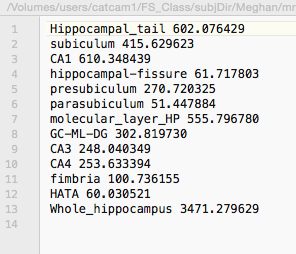 /Volumes/users/catcam1/FS_Class/subjDir/Meghan/mr
1 Hippocampal_tail 602.076429
2 subiculum 415.629623
3 CA1 610.348439
4 hippocampal-fissure 61.717803
5 presubiculum 270.720325
6 parasubiculum 51.447884
7 molecular_layer_HP 555.796780
8 GC-ML-DG 302.819730
9 CA3 248.040349
10 CA4 253.633394
11 fimbria 100.736155
12 HATA 60.030521
13 Whole_hippocampus 3471.279629
14